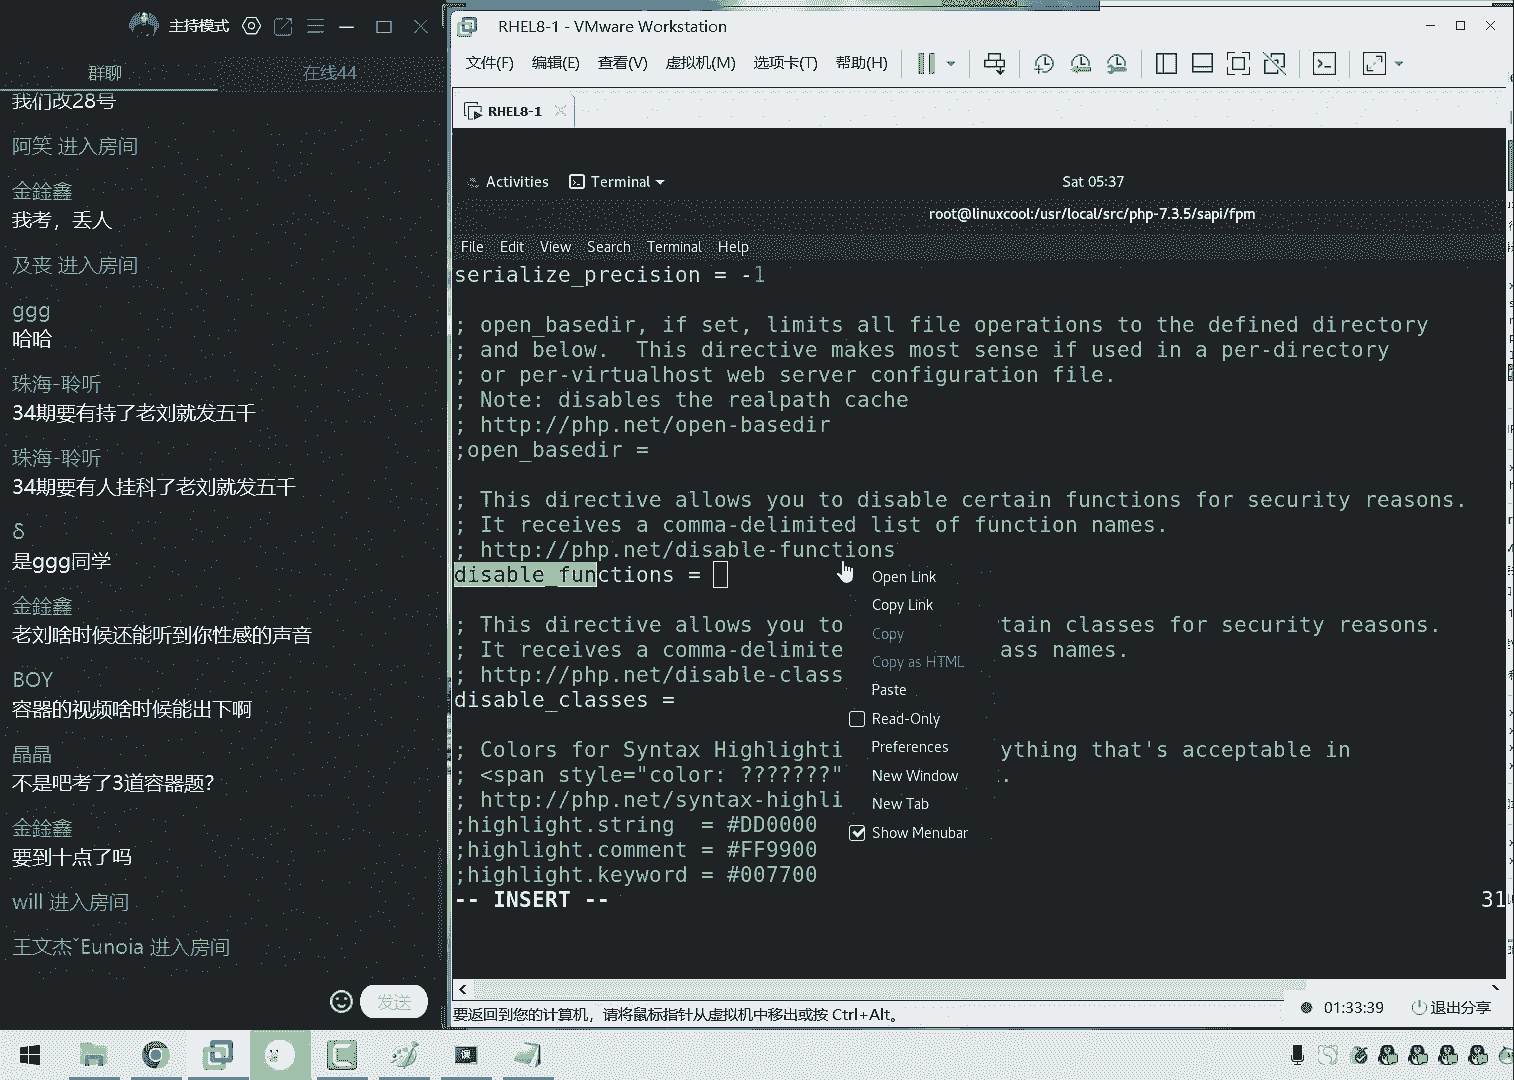 主持模式
群聊
在线44
我们改28号
阿笑 进入房间
金銓鑫
我考，丢人
及丧 进入房间
ggg
哈哈
珠海-聆听
34期要有持了老刘就发五千
珠海-聆听
34期要有人挂科了老刘就发五千
δ
是ggg同学
金銓鑫
老刘啥时候还能听到你性感的声音
BOY
容器的视频啥时候能出下啊
晶晶
不是吧考了3道容器题？
金銓鑫
要到十点了吗
will 进入房间
王文杰ˇEunoia 进入房间
发送
RHEL8-1 - VMware Workstation
文件(F) 编辑(E) 查看(V) 虚拟机(M) 选项卡(T) 帮助(H)
RHEL8-1
Activities
Terminal
Sat 05:37
root@linuxcool:/usr/local/src/php-7.3.5/sapi/fpm
File Edit View Search Terminal Help
serialize_precision = -1
; open_basedir, if set, limits all file operations to the defined directory
; and below.  This directive makes most sense if used in a per-directory
; or per-virtualhost web server configuration file.
; Note: disables the realpath cache
; http://php.net/open-basedir
;open_basedir =
; This directive allows you to disable certain functions for security reasons.
; It receives a comma-delimited list of function names.
; http://php.net/disable-functions
disable_functions =
; This directive allows you to tain classes for security reasons.
; It receives a comma-delimite ass names.
; http://php.net/disable-class
disable_classes =
; Colors for Syntax Highlighti ything that's acceptable in
; <span style="color: ???????" .
; http://php.net/syntax-highli
;highlight.string  = #DD0000
;highlight.comment = #FF9900
;highlight.keyword = #007700
-- INSERT --
31
Open Link
Copy Link
Copy
Copy as HTML
Paste
Read-Only
Preferences
New Window
New Tab
Show Menubar
要返回到您的计算机，请将鼠标指针从虚拟机中移出或按 Ctrl+Alt。
01:33:39
退出分享